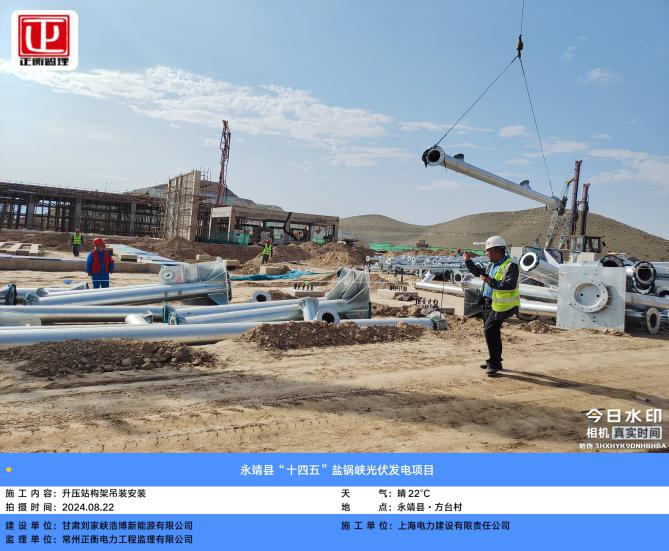 正衡监理
今日水印
相机 真实时间
防伪 3HXHYK9DNHBHBA
永靖县“十四五”盐锅峡光伏发电项目
施工内容：升压站构架吊装安装
天 气：晴 22℃
拍摄时间：2024.08.22
地 点：永靖县·方台村
建设单位：甘肃刘家峡浩博新能源有限公司
施工单位：上海电力建设有限责任公司
监理单位：常州正衡电力工程监理有限公司